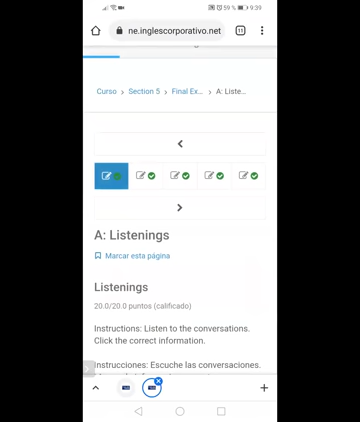 59 % 9:39
ne.inglescorporativo.net
11
Curso > Section 5 > Final Ex... > A: Liste...
A: Listenings
Marcar esta página
Listenings
20.0/20.0 puntos (calificado)
Instructions: Listen to the conversations.
Click the correct information.
Instrucciones: Escuche las conversaciones.